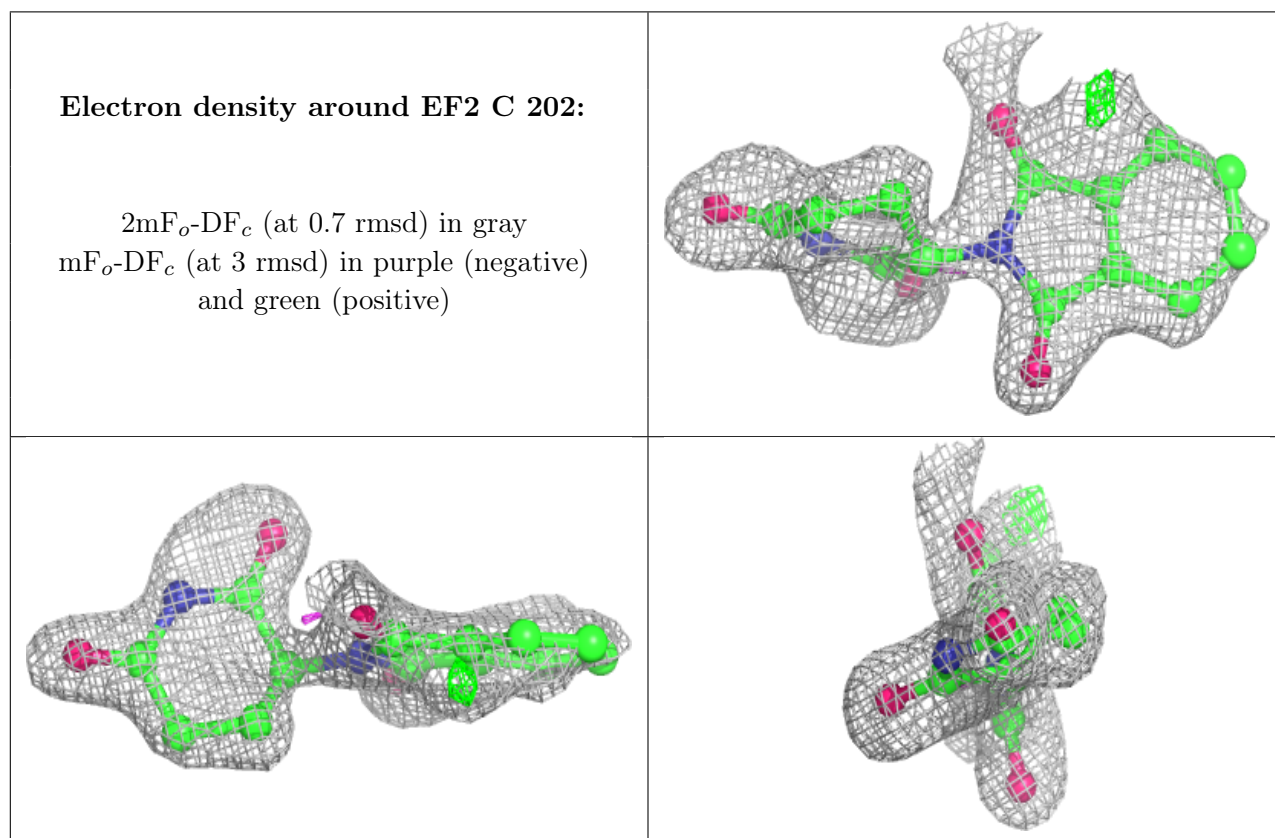 Electron density around EF2 C 202:
2mFₒ-DF𝒸 (at 0.7 rmsd) in gray
mFₒ-DF𝒸 (at 3 rmsd) in purple (negative)
and green (positive)